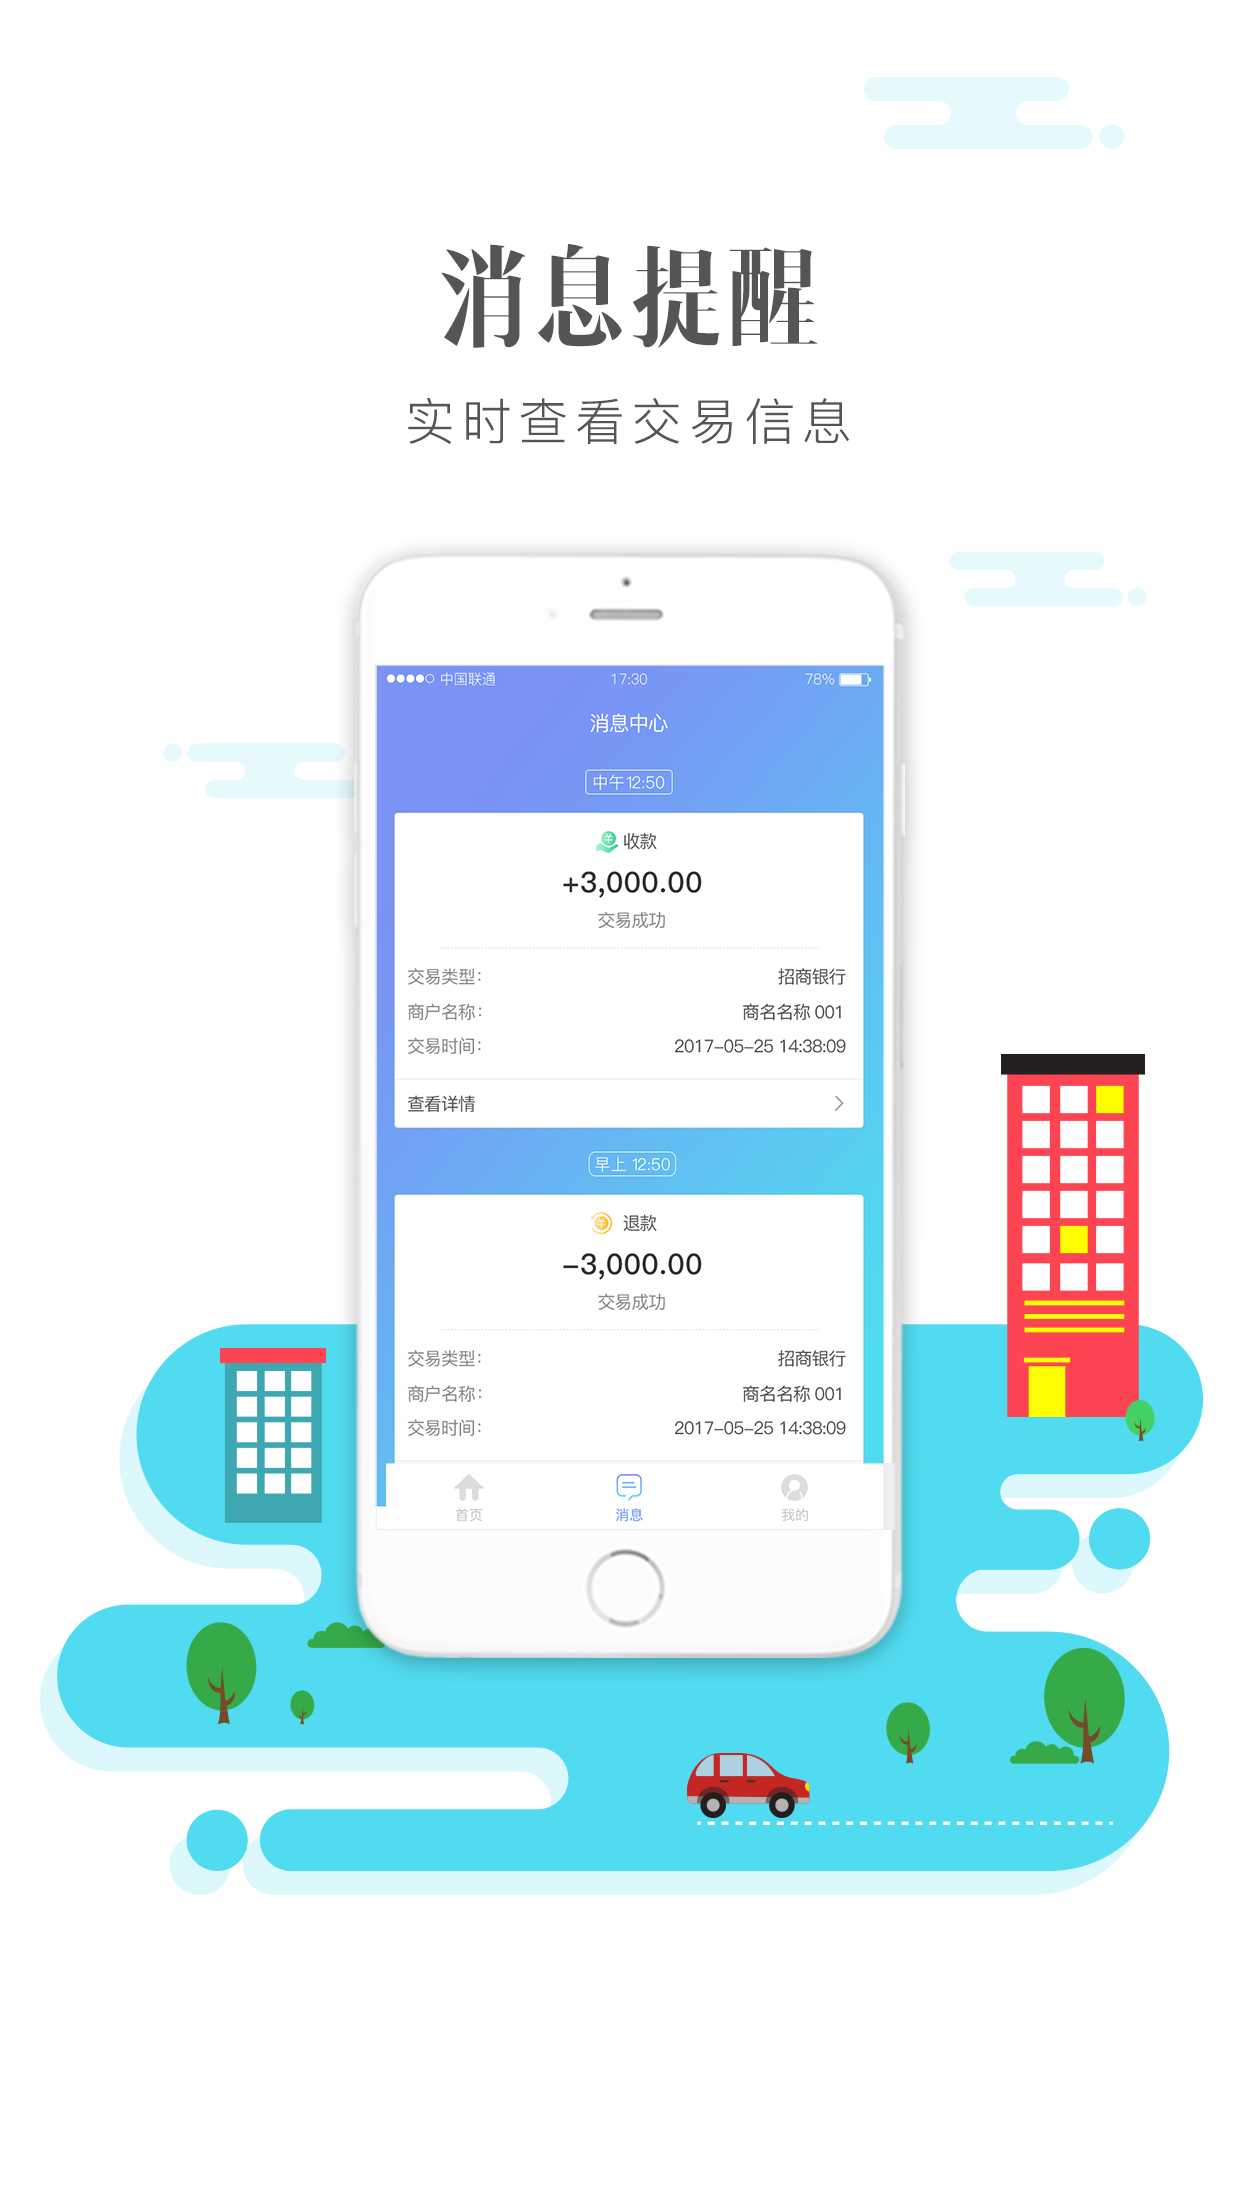 消息提醒
实时查看交易信息
中国联通 17:30 78%
消息中心
中午12:50
收款
+3,000.00
交易成功
交易类型: 招商银行
商户名称: 商名名称 001
交易时间: 2017-05-25 14:38:09
查看详情
早上 12:50
退款
-3,000.00
交易成功
交易类型: 招商银行
商户名称: 商名名称 001
交易时间: 2017-05-25 14:38:09
首页 消息 我的